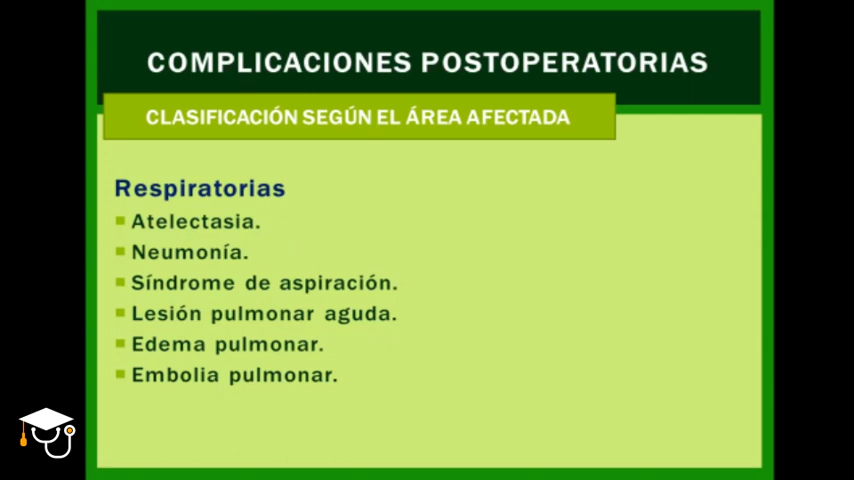 COMPLICACIONES POSTOPERATORIAS
CLASIFICACIÓN SEGÚN EL ÁREA AFECTADA
Respiratorias
Atelectasia.
Neumonía.
Síndrome de aspiración.
Lesión pulmonar aguda.
Edema pulmonar.
Embolia pulmonar.